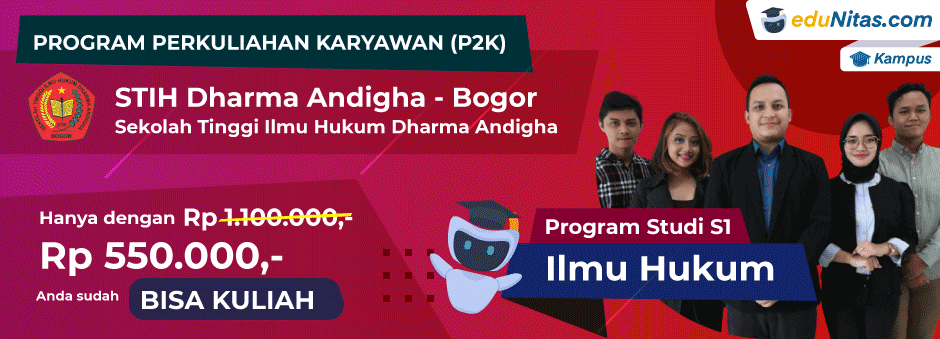 PROGRAM PERKULIAHAN KARYAWAN (P2K)
eduNitas.com
Kampus
STIH Dharma Andigha - Bogor
Sekolah Tinggi Ilmu Hukum Dharma Andigha
BOGOR
Hanya dengan Rp 1.100.000,-
Rp 550.000,-
Anda sudah BISA KULIAH
Program Studi S1
Ilmu Hukum